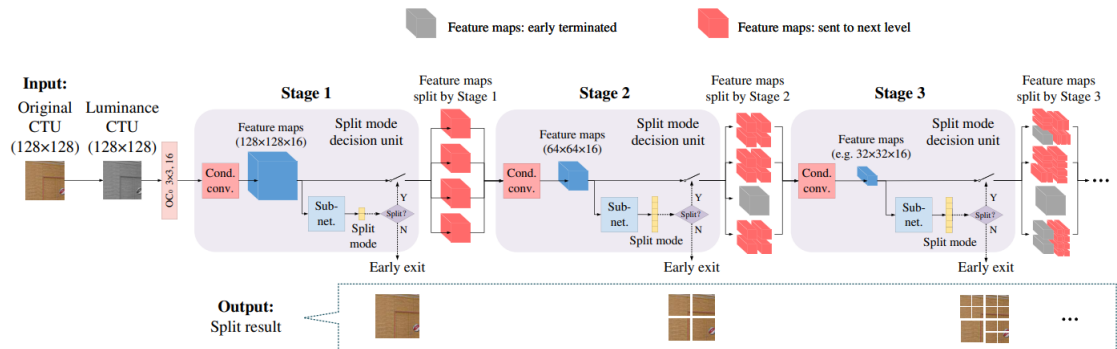 Feature maps: early terminated
Feature maps: sent to next level
Input:
Original
CTU
(128×128)
Luminance
CTU
(128×128)
OC₀ 3×3, 16
Stage 1
Feature maps
(128×128×16)
Split mode
decision unit
Cond.
conv.
Sub-
net.
Split
mode
Split?
Y
N
Early exit
Feature maps
split by Stage 1
Stage 2
Feature maps
(64×64×16)
Split mode
decision unit
Cond.
conv.
Sub-
net.
Split mode
Split?
Y
N
Early exit
Feature maps
split by Stage 2
Stage 3
Feature maps
(e.g. 32×32×16)
Split mode
decision unit
Cond.
conv.
Sub-
net.
Split mode
Split?
Y
N
Early exit
Feature maps
split by Stage 3
•••
Output:
Split result
•••